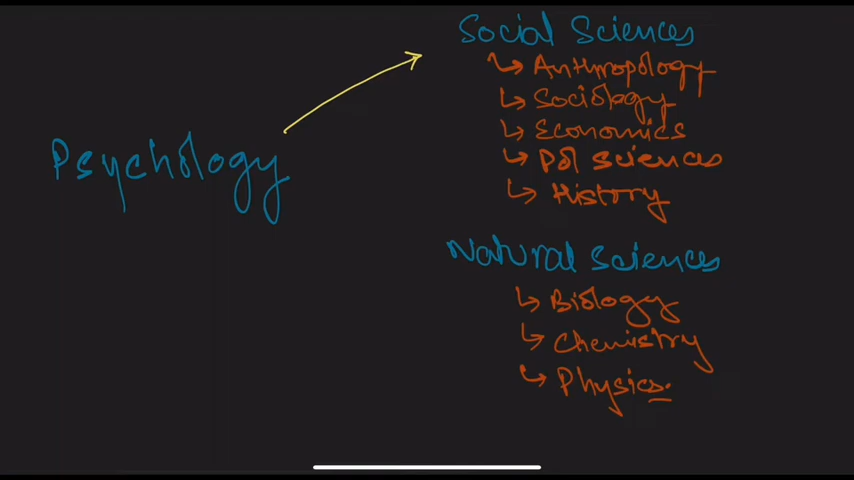 Psychology
Social Sciences
Anthropology
Sociology
Economics
Pol sciences
History
Natural Sciences
Biology
Chemistry
Physics.